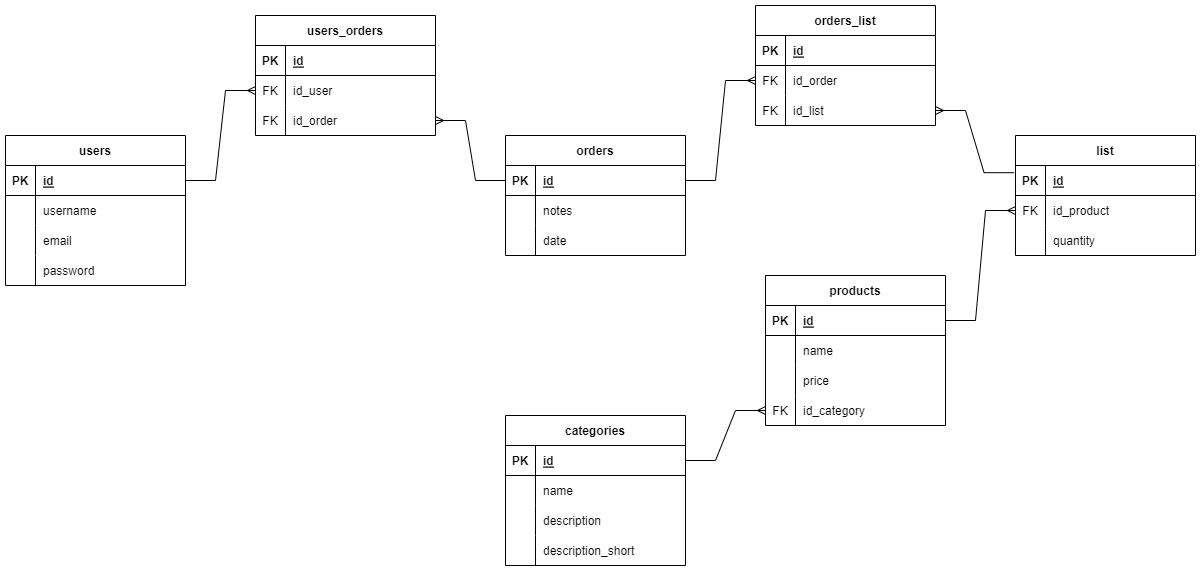 users_orders
PK id
FK id_user
FK id_order
orders_list
PK id
FK id_order
FK id_list
users
PK id
username
email
password
orders
PK id
notes
date
list
PK id
FK id_product
quantity
products
PK id
name
price
FK id_category
categories
PK id
name
description
description_short